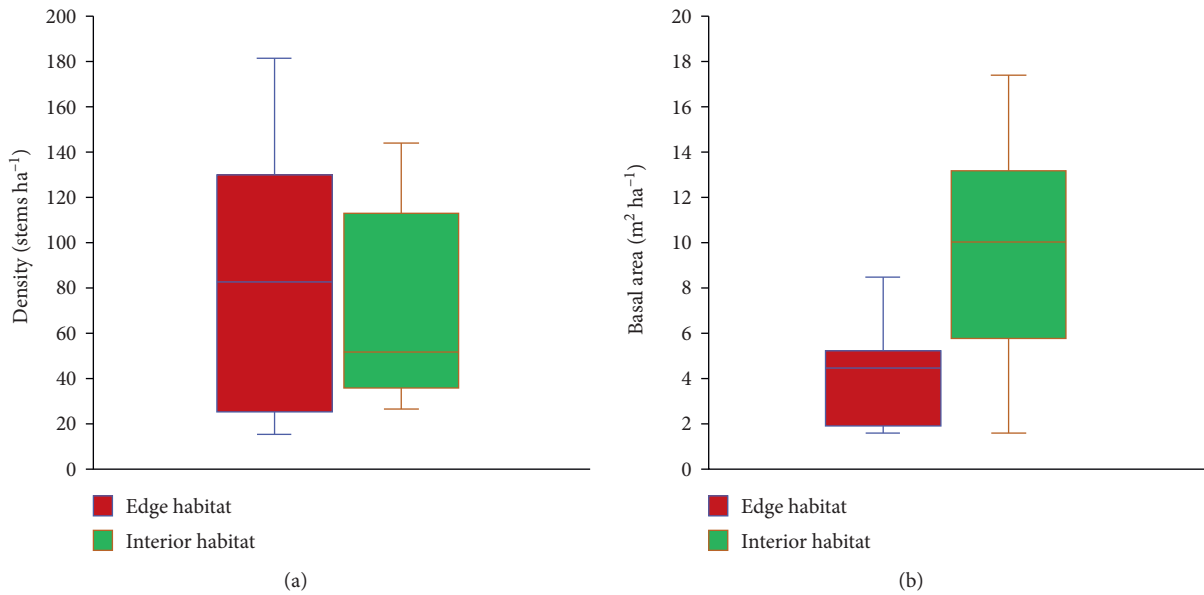 200
180
160
140
120
100
80
60
40
20
0
Density (stems ha⁻¹)
Edge habitat
Interior habitat
(a)
20
18
16
14
12
10
8
6
4
2
0
Basal area (m² ha⁻¹)
Edge habitat
Interior habitat
(b)